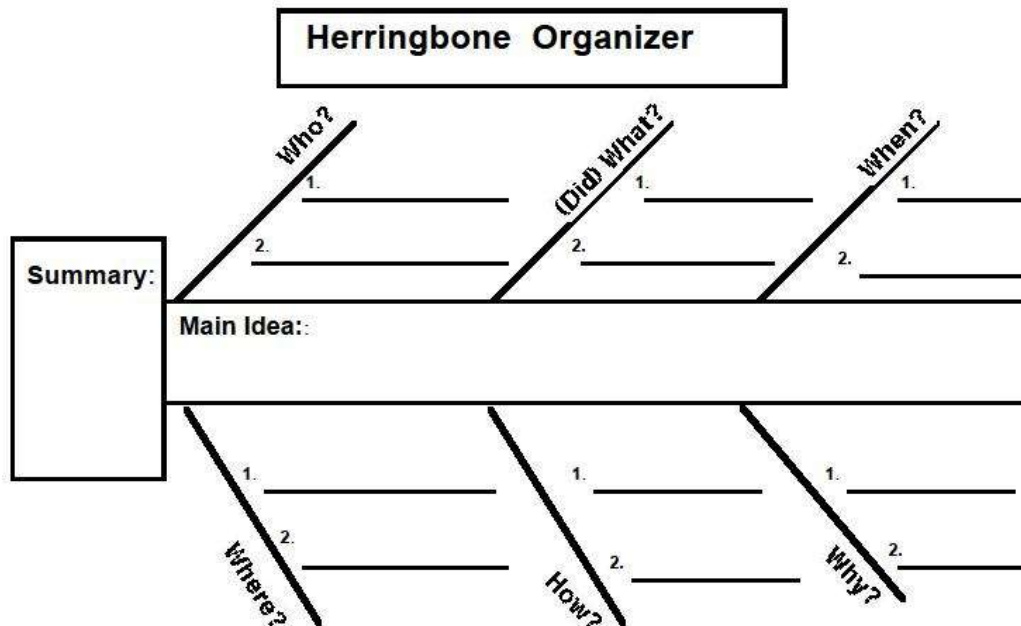 Herringbone Organizer
Who?
(Did) What?
When?
1.
1.
1.
2.
2.
2.
Summary:
Main Idea::
1.
1.
1.
2.
2.
2.
Where?
How?
Why?